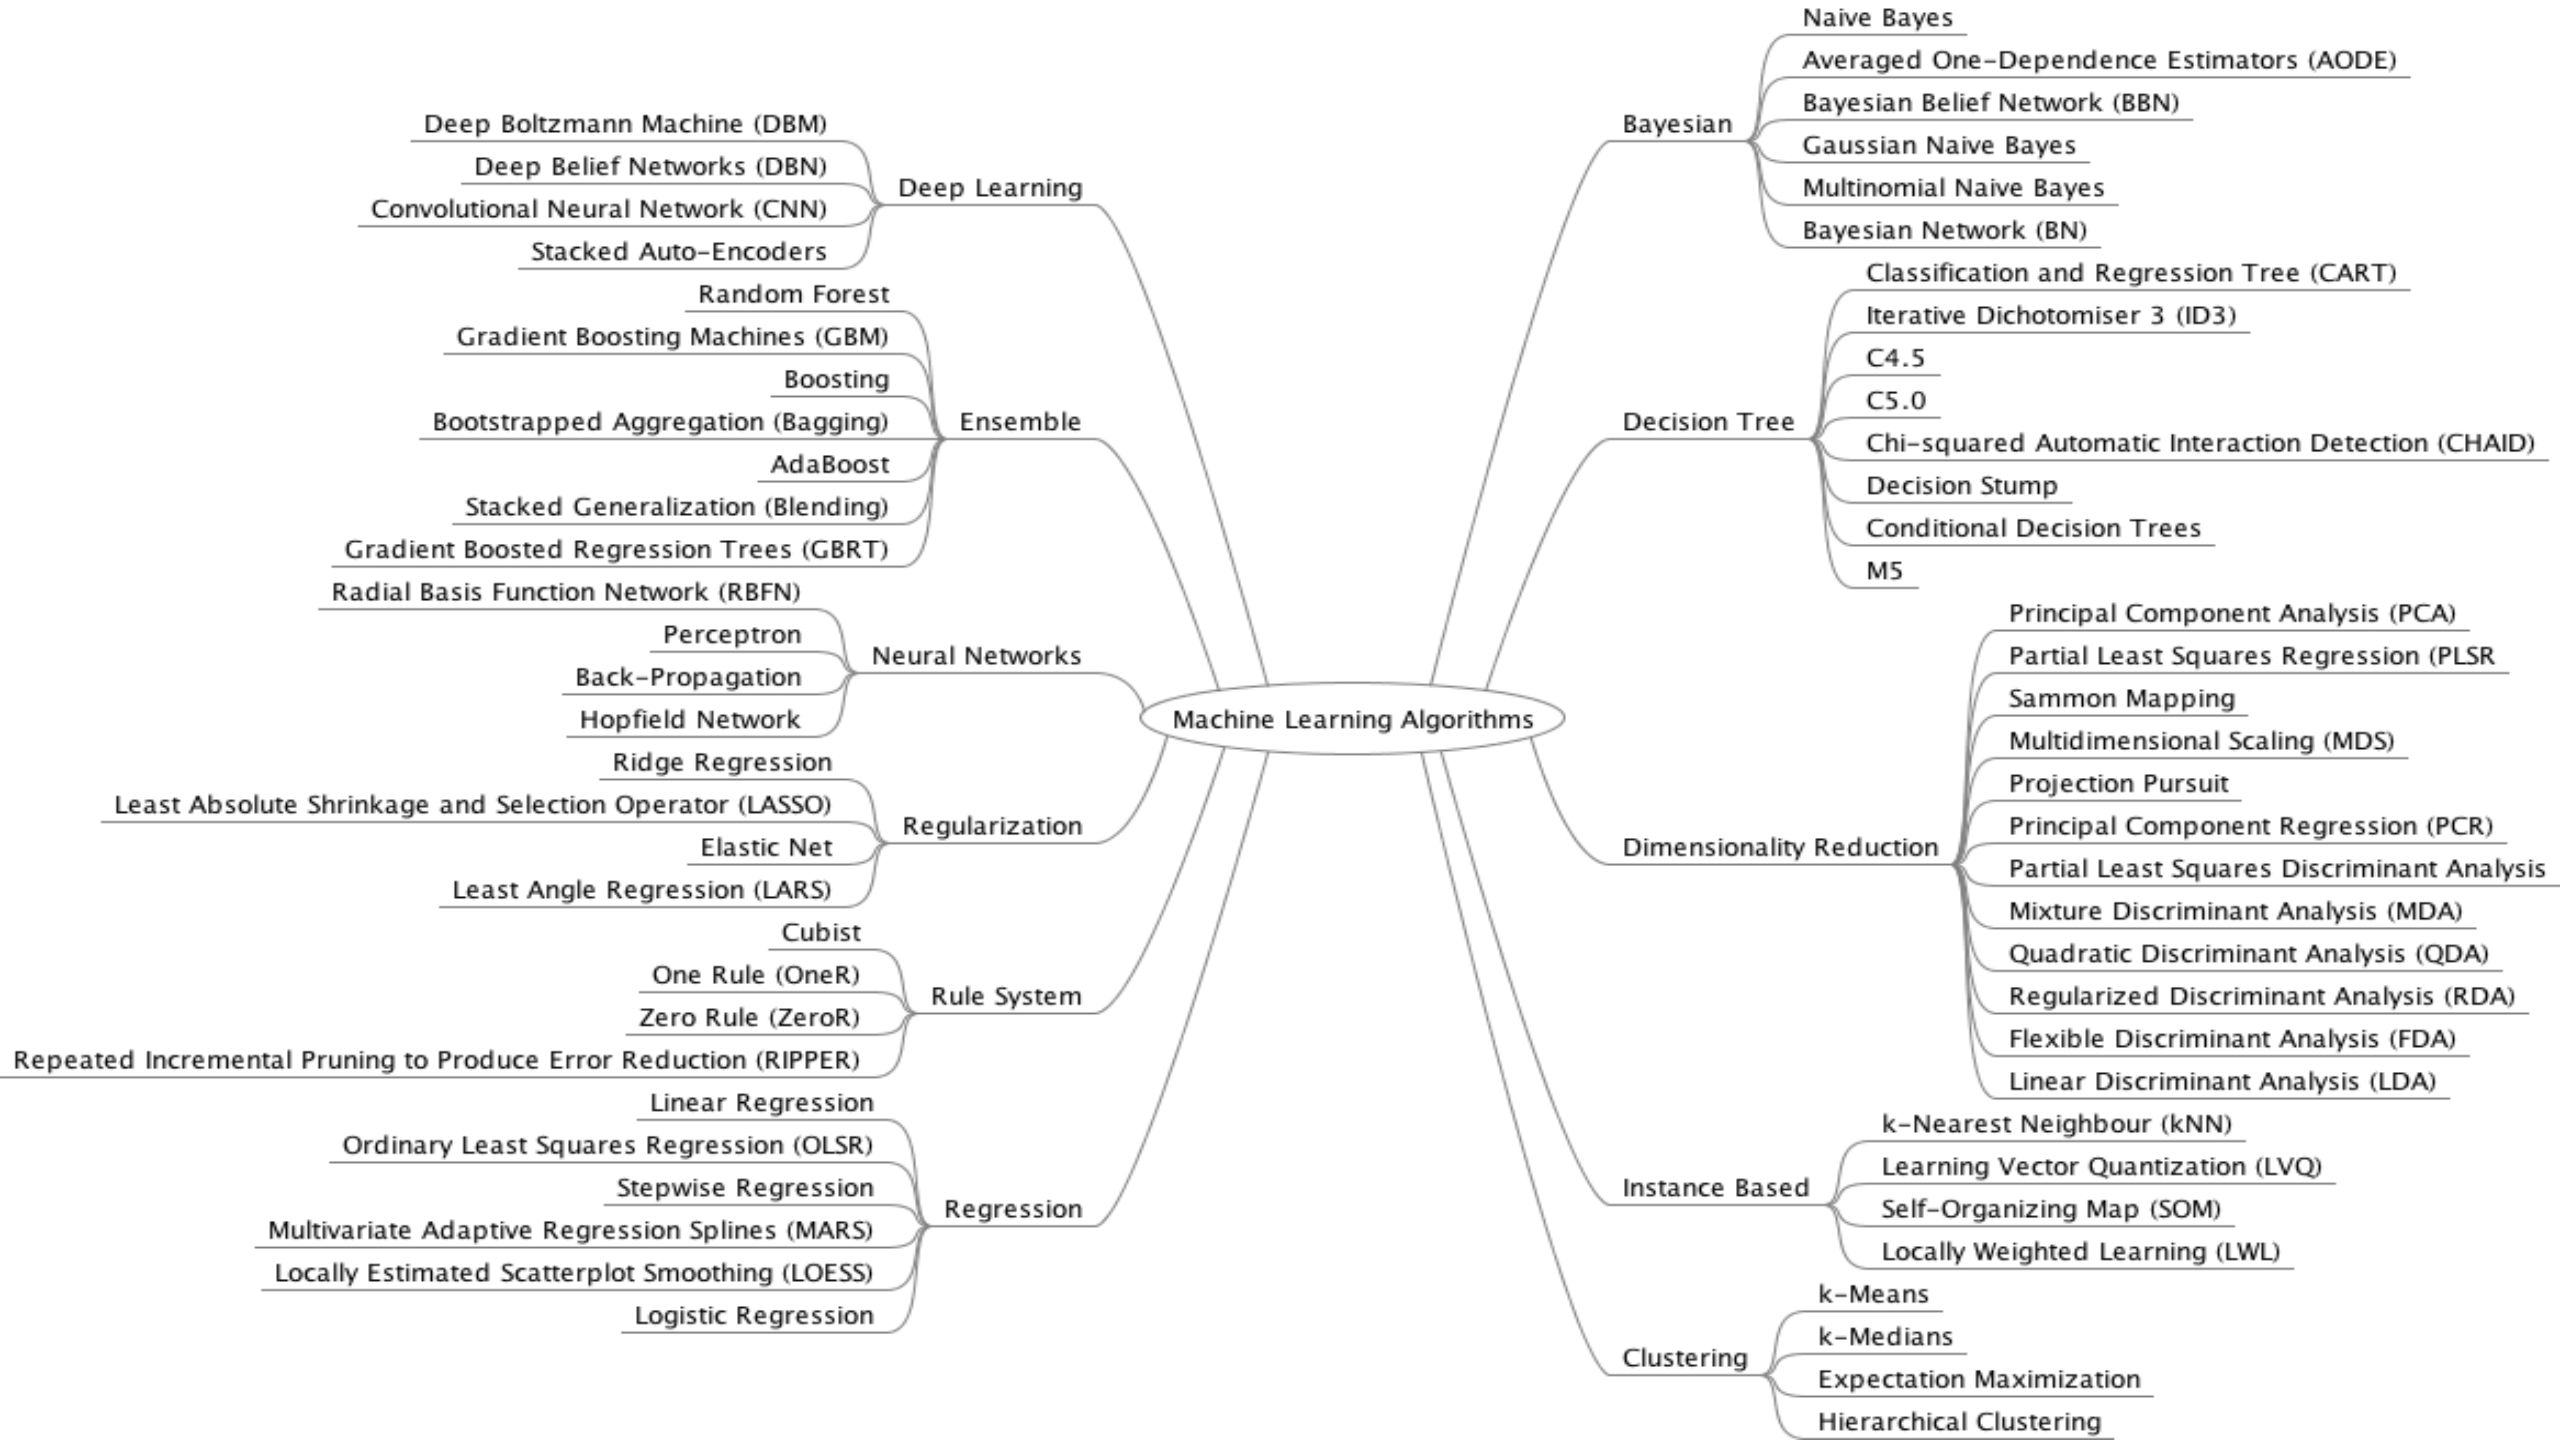 Machine Learning Algorithms
Deep Learning
Deep Boltzmann Machine (DBM)
Deep Belief Networks (DBN)
Convolutional Neural Network (CNN)
Stacked Auto-Encoders
Ensemble
Random Forest
Gradient Boosting Machines (GBM)
Boosting
Bootstrapped Aggregation (Bagging)
AdaBoost
Stacked Generalization (Blending)
Gradient Boosted Regression Trees (GBRT)
Neural Networks
Radial Basis Function Network (RBFN)
Perceptron
Back-Propagation
Hopfield Network
Regularization
Ridge Regression
Least Absolute Shrinkage and Selection Operator (LASSO)
Elastic Net
Least Angle Regression (LARS)
Rule System
Cubist
One Rule (OneR)
Zero Rule (ZeroR)
Repeated Incremental Pruning to Produce Error Reduction (RIPPER)
Regression
Linear Regression
Ordinary Least Squares Regression (OLSR)
Stepwise Regression
Multivariate Adaptive Regression Splines (MARS)
Locally Estimated Scatterplot Smoothing (LOESS)
Logistic Regression
Bayesian
Naive Bayes
Averaged One-Dependence Estimators (AODE)
Bayesian Belief Network (BBN)
Gaussian Naive Bayes
Multinomial Naive Bayes
Bayesian Network (BN)
Decision Tree
Classification and Regression Tree (CART)
Iterative Dichotomiser 3 (ID3)
C4.5
C5.0
Chi-squared Automatic Interaction Detection (CHAID)
Decision Stump
Conditional Decision Trees
M5
Dimensionality Reduction
Principal Component Analysis (PCA)
Partial Least Squares Regression (PLSR
Sammon Mapping
Multidimensional Scaling (MDS)
Projection Pursuit
Principal Component Regression (PCR)
Partial Least Squares Discriminant Analysis
Mixture Discriminant Analysis (MDA)
Quadratic Discriminant Analysis (QDA)
Regularized Discriminant Analysis (RDA)
Flexible Discriminant Analysis (FDA)
Linear Discriminant Analysis (LDA)
Instance Based
k-Nearest Neighbour (kNN)
Learning Vector Quantization (LVQ)
Self-Organizing Map (SOM)
Locally Weighted Learning (LWL)
Clustering
k-Means
k-Medians
Expectation Maximization
Hierarchical Clustering